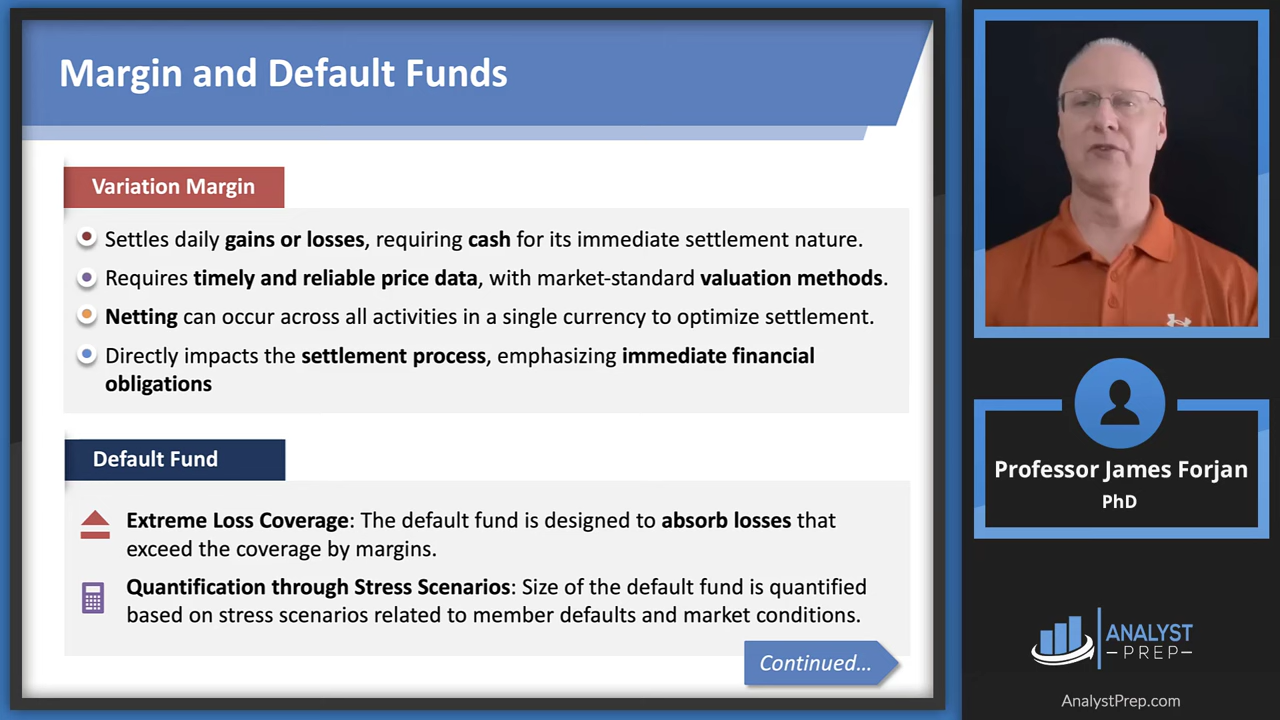 Margin and Default Funds
Variation Margin
Settles daily gains or losses, requiring cash for its immediate settlement nature.
Requires timely and reliable price data, with market-standard valuation methods.
Netting can occur across all activities in a single currency to optimize settlement.
Directly impacts the settlement process, emphasizing immediate financial
obligations
Default Fund
Extreme Loss Coverage: The default fund is designed to absorb losses that
exceed the coverage by margins.
Quantification through Stress Scenarios: Size of the default fund is quantified
based on stress scenarios related to member defaults and market conditions.
Continued...
Professor James Forjan
PhD
ANALYST
PREP
AnalystPrep.com